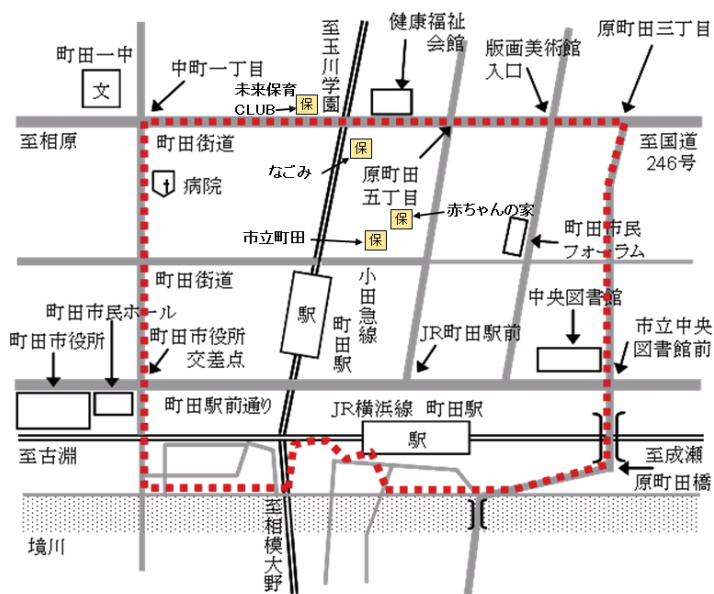 町田一中
文
中町一丁目
未来保育
CLUB
保
至玉川学園
健康福祉
会館
版画美術館
入口
原町田三丁目
至相原
町田街道
至国道
246号
病院
なごみ
保
原町田
五丁目
保
赤ちゃんの家
市立町田
保
町田市民
フォーラム
町田街道
小田急線
町田駅
駅
町田市民ホール
町田市役所
町田市役所
交差点
JR町田駅前
中央図書館
市立中央
図書館前
町田駅前通り
JR横浜線 町田駅
駅
至古淵
至成瀬
原町田橋
至相模大野
境川